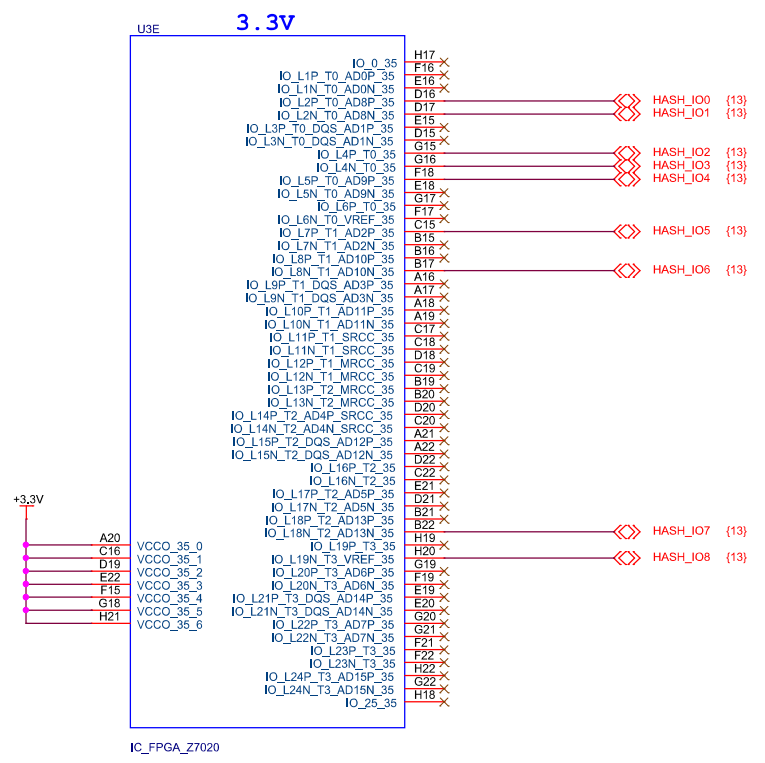 U3E
3.3V
IO_0_35 H17
IO_L1P_T0_AD0P_35 F16
IO_L1N_T0_AD0N_35 E16
IO_L2P_T0_AD8P_35 D16 HASH_IO0 {13}
IO_L2N_T0_AD8N_35 D17 HASH_IO1 {13}
IO_L3P_T0_DQS_AD1P_35 E15
IO_L3N_T0_DQS_AD1N_35 D15
IO_L4P_T0_35 G15 HASH_IO2 {13}
IO_L4N_T0_35 G16 HASH_IO3 {13}
IO_L5P_T0_AD9P_35 F18 HASH_IO4 {13}
IO_L5N_T0_AD9N_35 E18
IO_L6P_T0_35 G17
IO_L6N_T0_VREF_35 F17
IO_L7P_T1_AD2P_35 C15 HASH_IO5 {13}
IO_L7N_T1_AD2N_35 B15
IO_L8P_T1_AD10P_35 B16
IO_L8N_T1_AD10N_35 B17 HASH_IO6 {13}
IO_L9P_T1_DQS_AD3P_35 A16
IO_L9N_T1_DQS_AD3N_35 A17
IO_L10P_T1_AD11P_35 A18
IO_L10N_T1_AD11N_35 A19
IO_L11P_T1_SRCC_35 C17
IO_L11N_T1_SRCC_35 C18
IO_L12P_T1_MRCC_35 D18
IO_L12N_T1_MRCC_35 C19
IO_L13P_T2_MRCC_35 B19
IO_L13N_T2_MRCC_35 B20
IO_L14P_T2_AD4P_SRCC_35 D20
IO_L14N_T2_AD4N_SRCC_35 C20
IO_L15P_T2_DQS_AD12P_35 A21
IO_L15N_T2_DQS_AD12N_35 A22
IO_L16P_T2_35 D22
IO_L16N_T2_35 C22
IO_L17P_T2_AD5P_35 E21
IO_L17N_T2_AD5N_35 D21
IO_L18P_T2_AD13P_35 B21
IO_L18N_T2_AD13N_35 B22 HASH_IO7 {13}
IO_L19P_T3_35 H19
IO_L19N_T3_VREF_35 H20 HASH_IO8 {13}
IO_L20P_T3_AD6P_35 G19
IO_L20N_T3_AD6N_35 F19
IO_L21P_T3_DQS_AD14P_35 E19
IO_L21N_T3_DQS_AD14N_35 E20
IO_L22P_T3_AD7P_35 G20
IO_L22N_T3_AD7N_35 G21
IO_L23P_T3_35 F21
IO_L23N_T3_35 F22
IO_L24P_T3_AD15P_35 H22
IO_L24N_T3_AD15N_35 G22
IO_25_35 H18
+3.3V
A20 VCCO_35_0
C16 VCCO_35_1
D19 VCCO_35_2
E22 VCCO_35_3
F15 VCCO_35_4
G18 VCCO_35_5
H21 VCCO_35_6
IC_FPGA_Z7020